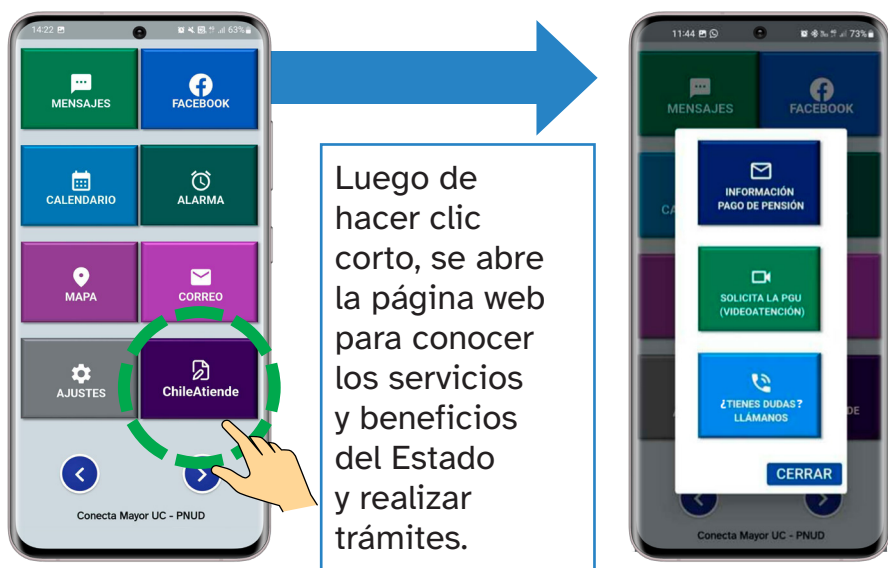 14:22
63%
MENSAJES
FACEBOOK
CALENDARIO
ALARMA
MAPA
CORREO
AJUSTES
ChileAtiende
Conecta Mayor UC - PNUD
Luego de
hacer clic
corto, se abre
la página web
para conocer
los servicios
y beneficios
del Estado
y realizar
trámites.
11:44
73%
MENSAJES
FACEBOOK
CA
INFORMACIÓN
PAGO DE PENSIÓN
SOLICITA LA PGU
(VIDEOATENCIÓN)
¿TIENES DUDAS?
LLÁMANOS
DE
CERRAR
Conecta Mayor UC - PNUD